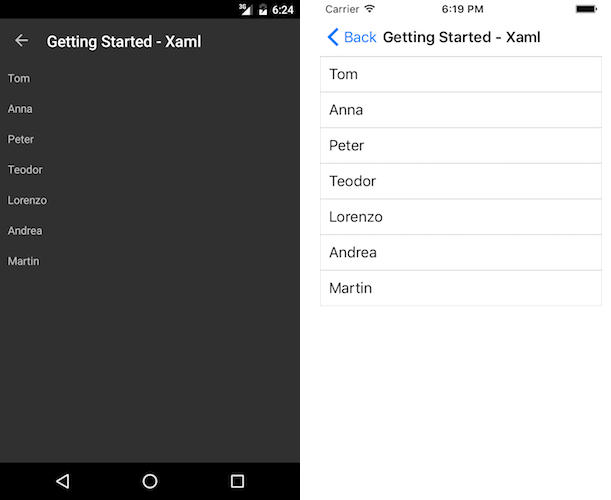 3G 6:24
Getting Started - Xaml
Tom
Anna
Peter
Teodor
Lorenzo
Andrea
Martin
Carrier 6:19 PM
Back Getting Started - Xaml
Tom
Anna
Peter
Teodor
Lorenzo
Andrea
Martin